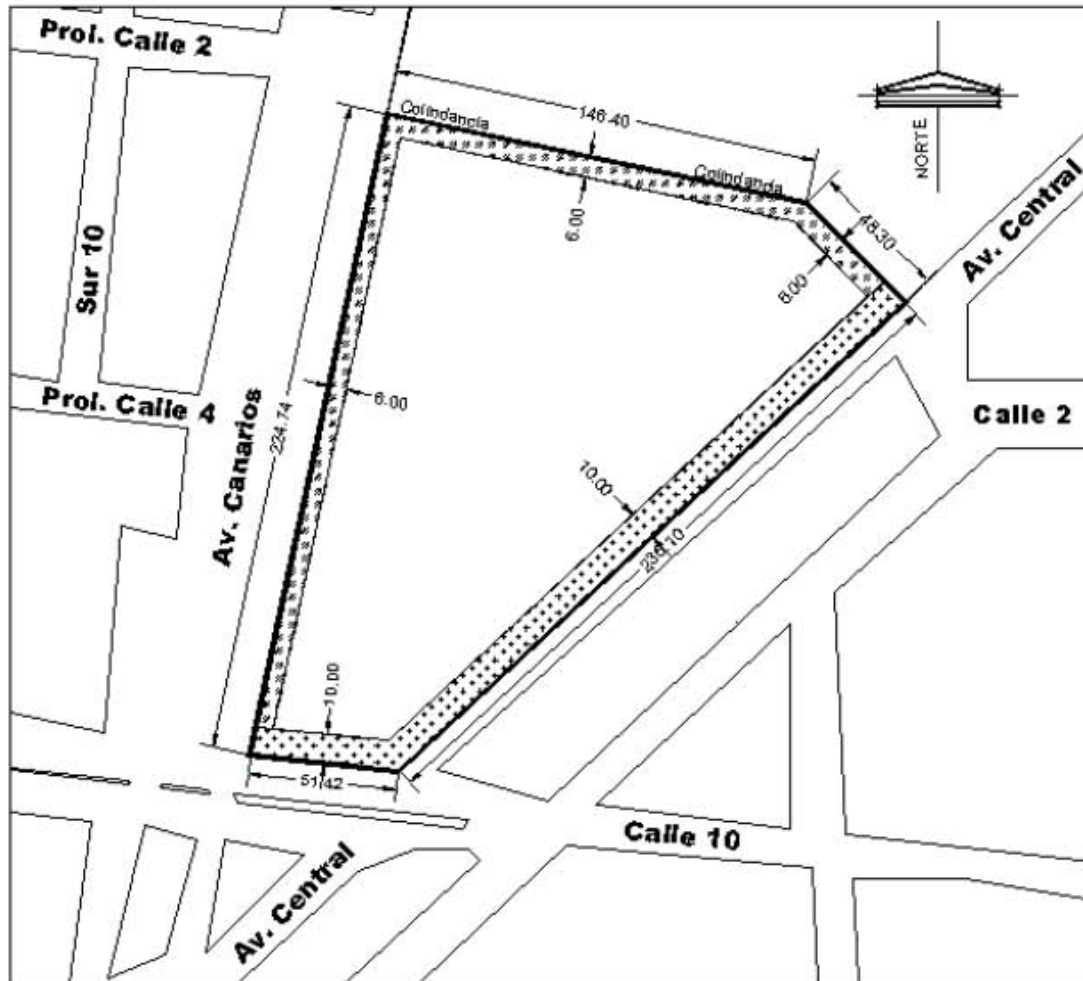 Prol. Calle 2
Colindancia
146.40
Colindancia
NORTE
Av. Central
48.30
6.00
6.00
Sur 10
Prol. Calle 4
224.74
Av. Canarios
6.00
Calle 2
10.00
236.10
10.00
51.42
Calle 10
Av. Central